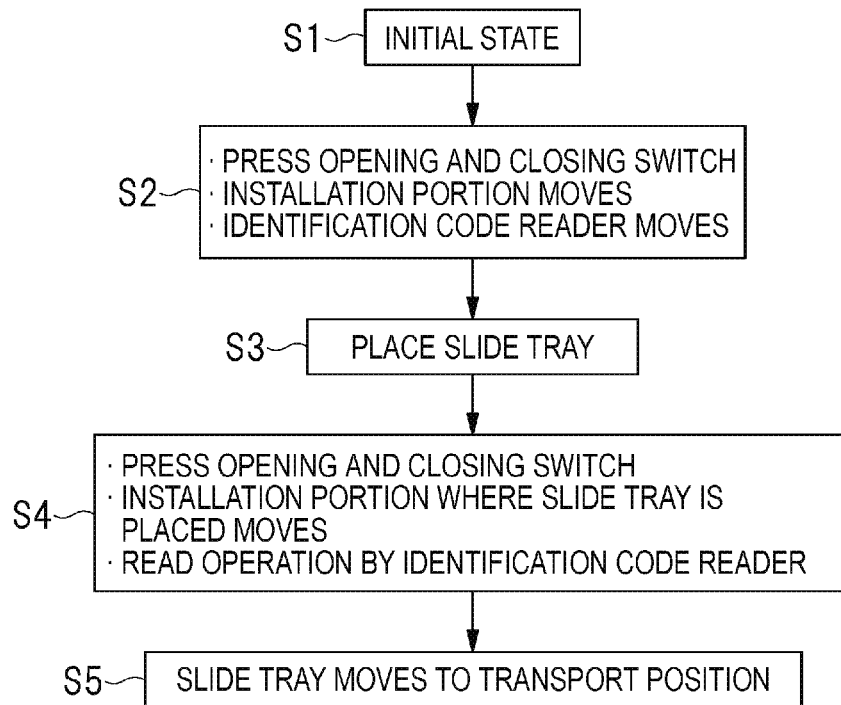 S1 INITIAL STATE
· PRESS OPENING AND CLOSING SWITCH
S2 · INSTALLATION PORTION MOVES
· IDENTIFICATION CODE READER MOVES
S3 PLACE SLIDE TRAY
· PRESS OPENING AND CLOSING SWITCH
· INSTALLATION PORTION WHERE SLIDE TRAY IS
S4 PLACED MOVES
· READ OPERATION BY IDENTIFICATION CODE READER
S5 SLIDE TRAY MOVES TO TRANSPORT POSITION